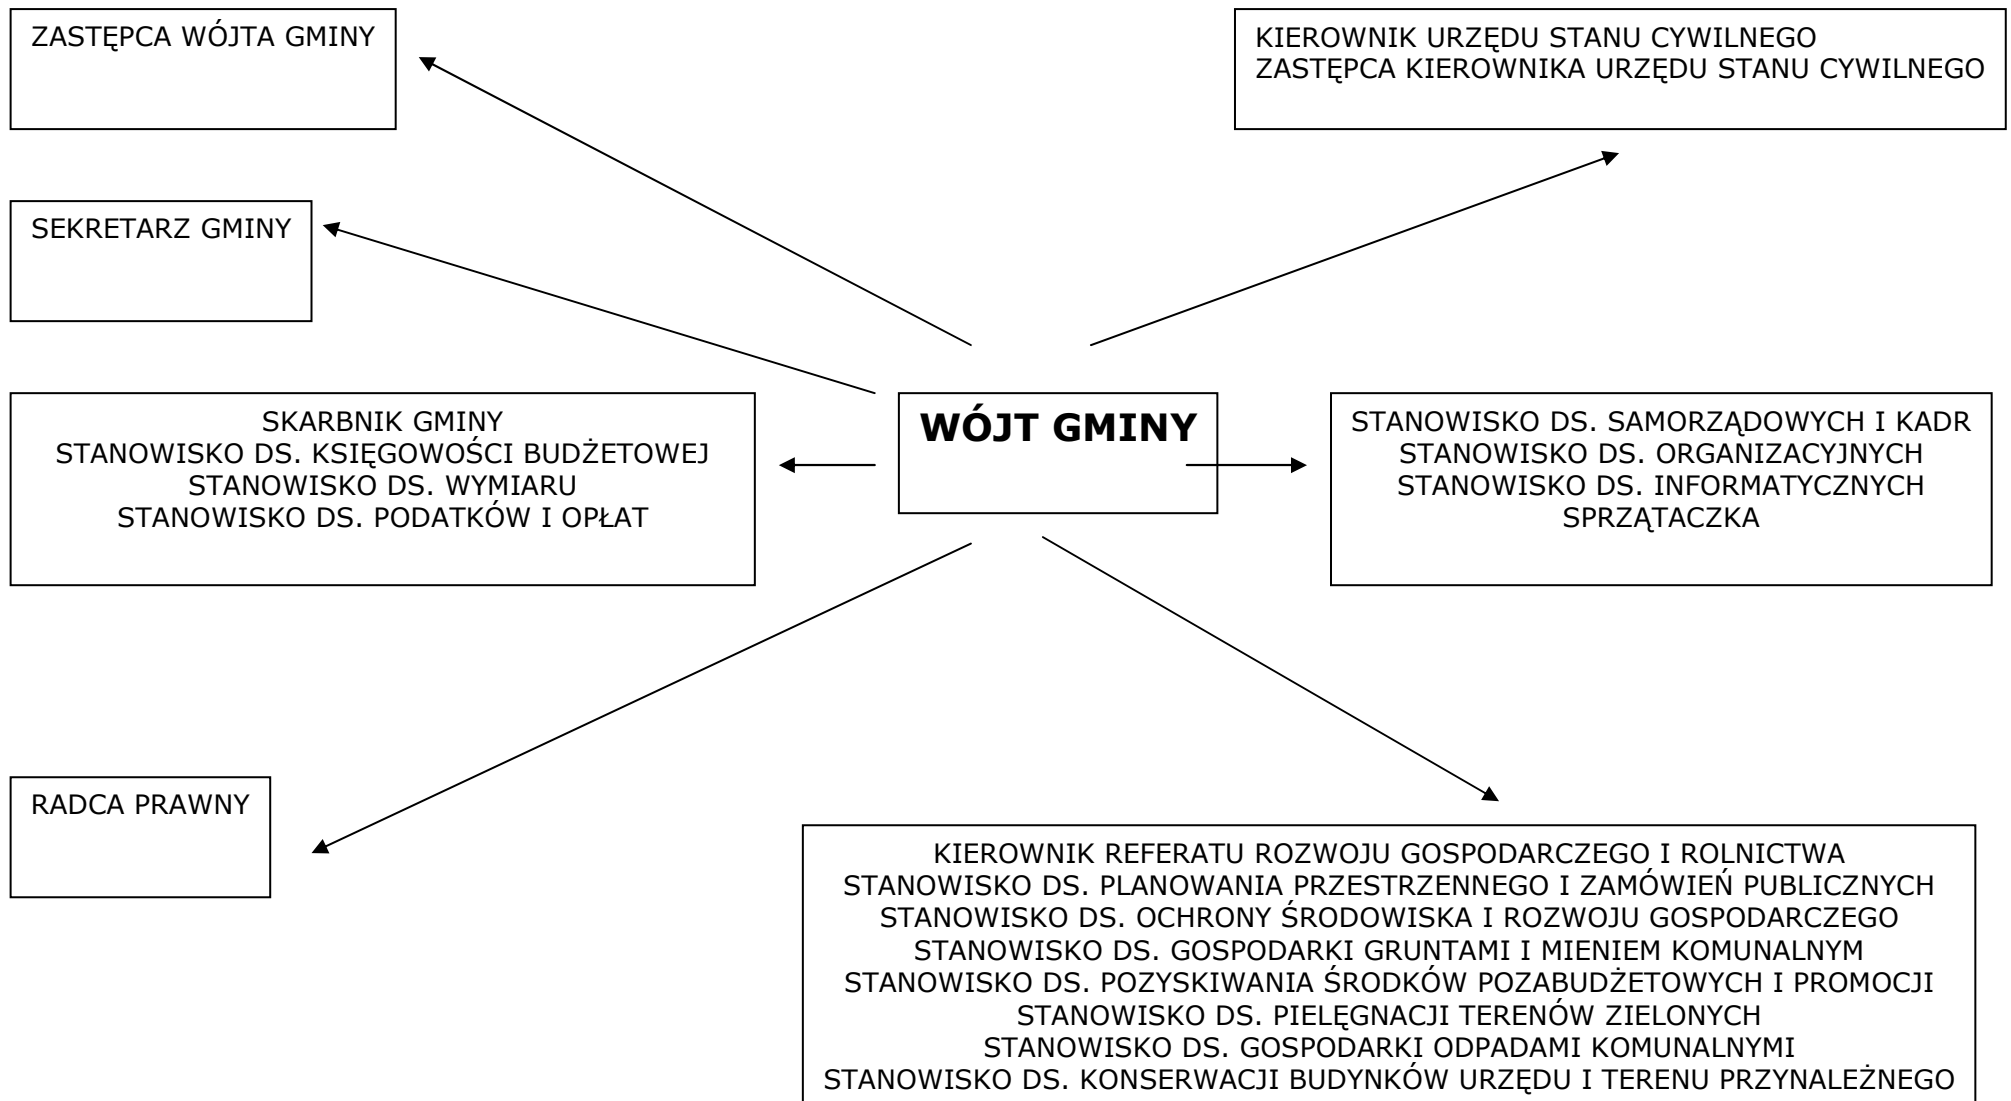 ZASTĘPCA WÓJTA GMINY
KIEROWNIK URZĘDU STANU CYWILNEGO
ZASTĘPCA KIEROWNIKA URZĘDU STANU CYWILNEGO
SEKRETARZ GMINY
SKARBNIK GMINY
STANOWISKO DS. KSIĘGOWOŚCI BUDŻETOWEJ
STANOWISKO DS. WYMIARU
STANOWISKO DS. PODATKÓW I OPŁAT
WÓJT GMINY
STANOWISKO DS. SAMORZĄDOWYCH I KADR
STANOWISKO DS. ORGANIZACYJNYCH
STANOWISKO DS. INFORMATYCZNYCH
SPRZĄTACZKA
RADCA PRAWNY
KIEROWNIK REFERATU ROZWOJU GOSPODARCZEGO I ROLNICTWA
STANOWISKO DS. PLANOWANIA PRZESTRZENNEGO I ZAMÓWIEŃ PUBLICZNYCH
STANOWISKO DS. OCHRONY ŚRODOWISKA I ROZWOJU GOSPODARCZEGO
STANOWISKO DS. GOSPODARKI GRUNTAMI I MIENIEM KOMUNALNYM
STANOWISKO DS. POZYSKIWANIA ŚRODKÓW POZABUDŻETOWYCH I PROMOCJI
STANOWISKO DS. PIELĘGNACJI TERENÓW ZIELONYCH
STANOWISKO DS. GOSPODARKI ODPADAMI KOMUNALNYMI
STANOWISKO DS. KONSERWACJI BUDYNKÓW URZĘDU I TERENU PRZYNALEŻNEGO